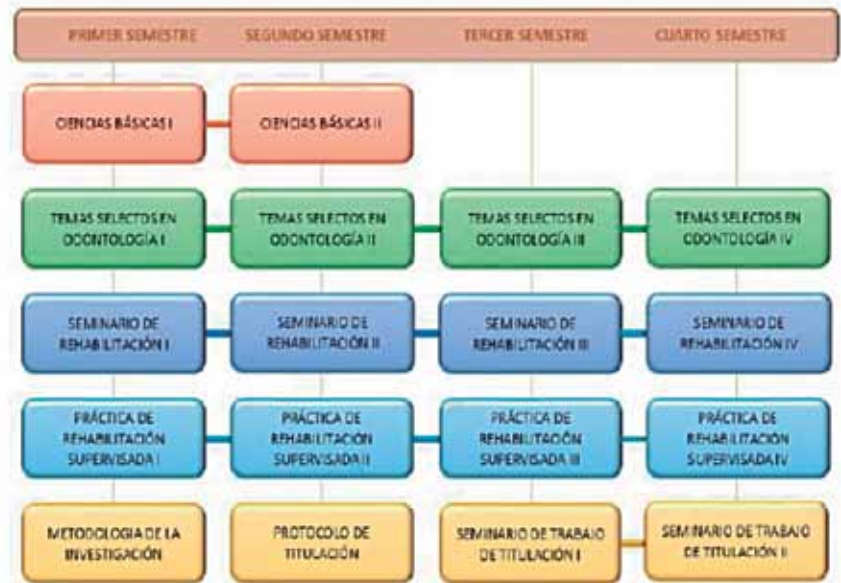 PRIMER SEMESTRE SEGUNDO SEMESTRE TERCER SEMESTRE CUARTO SEMESTRE
CIENCIAS BÁSICAS I
CIENCIAS BÁSICAS II
TEMAS SELECTOS EN
ODONTOLOGÍA I
TEMAS SELECTOS EN
ODONTOLOGÍA II
TEMAS SELECTOS EN
ODONTOLOGÍA III
TEMAS SELECTOS EN
ODONTOLOGÍA IV
SEMINARIO DE
REHABILITACIÓN I
SEMINARIO DE
REHABILITACIÓN II
SEMINARIO DE
REHABILITACIÓN III
SEMINARIO DE
REHABILITACIÓN IV
PRÁCTICA DE
REHABILITACIÓN
SUPERVISADA I
PRÁCTICA DE
REHABILITACIÓN
SUPERVISADA II
PRÁCTICA DE
REHABILITACIÓN
SUPERVISADA III
PRÁCTICA DE
REHABILITACIÓN
SUPERVISADA IV
METODOLOGIA DE LA
INVESTIGACIÓN
PROTOCOLO DE
TITULACIÓN
SEMINARIO DE TRABAJO
DE TITULACIÓN I
SEMINARIO DE TRABAJO
DE TITULACIÓN II